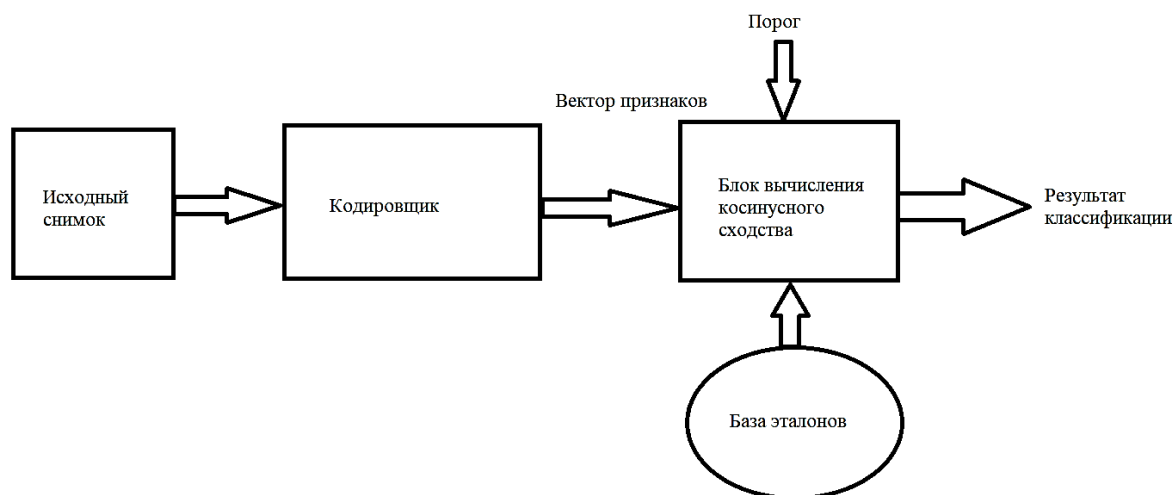 Порог
Вектор признаков
Исходный
снимок
Кодировщик
Блок вычисления
косинусного
сходства
Результат
классификации
База эталонов